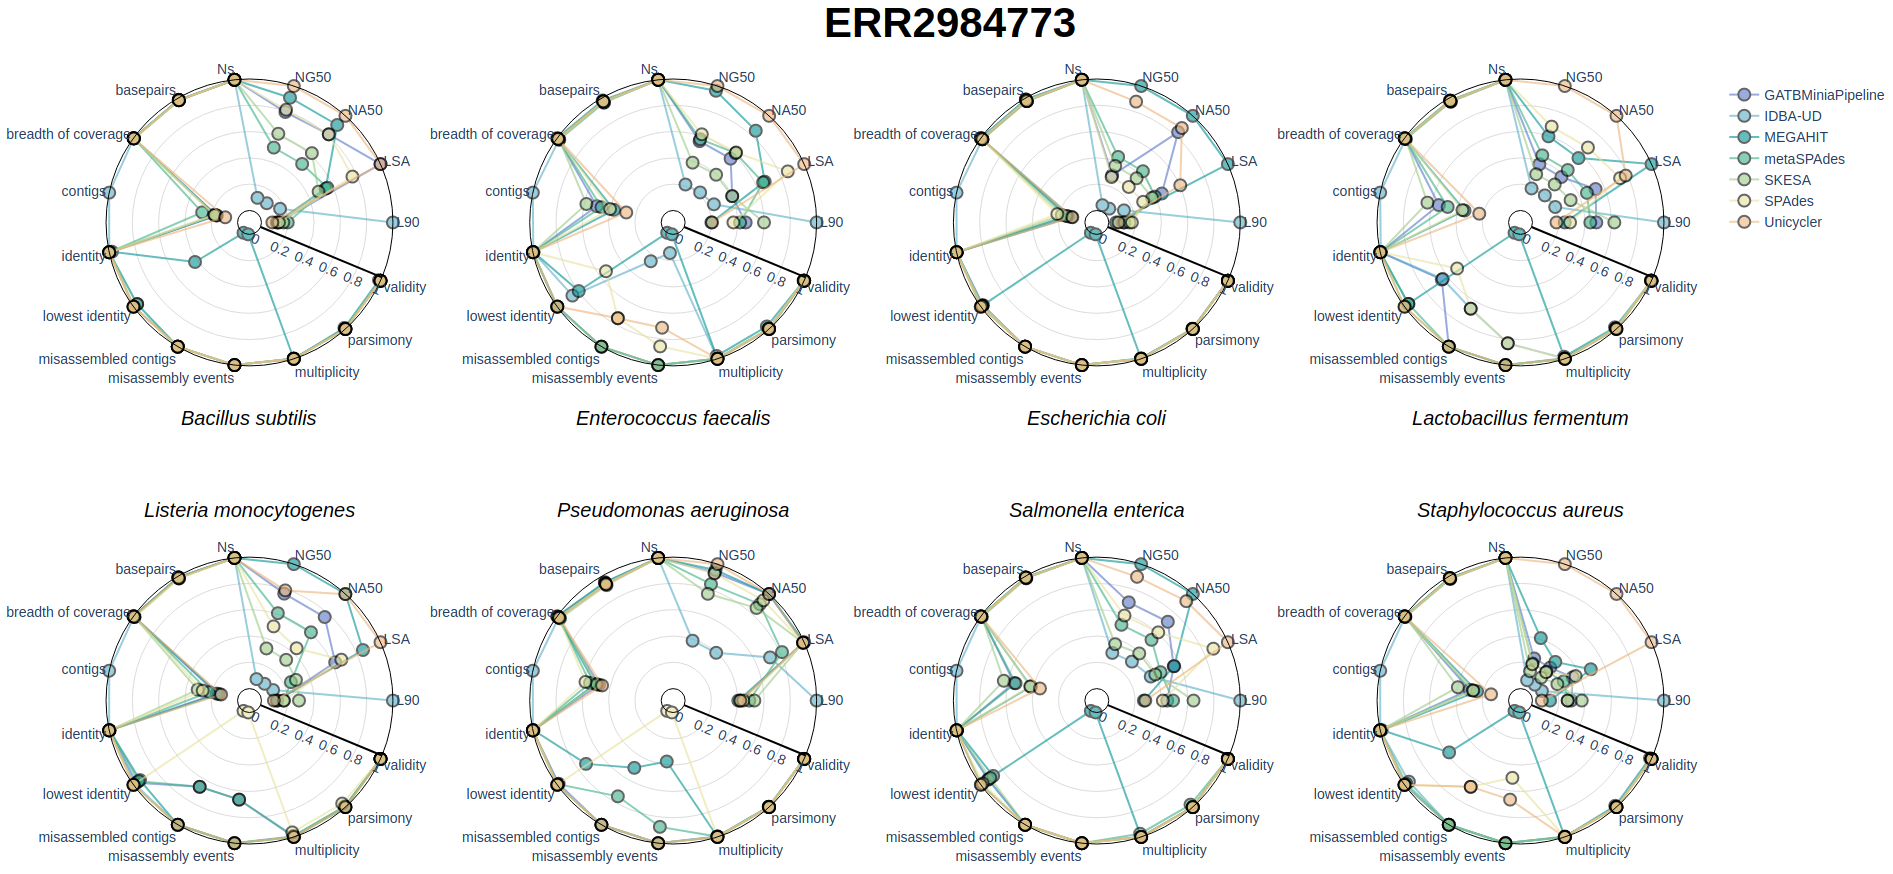 ERR2984773
Ns
NG50
NA50
LSA
L90
validity
parsimony
multiplicity
misassembly events
misassembled contigs
lowest identity
identity
contigs
breadth of coverage
basepairs
0
0.2
0.4
0.6
0.8
Bacillus subtilis
Ns
NG50
NA50
LSA
L90
validity
parsimony
multiplicity
misassembly events
misassembled contigs
lowest identity
identity
contigs
breadth of coverage
basepairs
0
0.2
0.4
0.6
0.8
Enterococcus faecalis
Ns
NG50
NA50
LSA
L90
validity
parsimony
multiplicity
misassembly events
misassembled contigs
lowest identity
identity
contigs
breadth of coverage
basepairs
0
0.2
0.4
0.6
0.8
Escherichia coli
Ns
NG50
NA50
LSA
L90
validity
parsimony
multiplicity
misassembly events
misassembled contigs
lowest identity
identity
contigs
breadth of coverage
basepairs
0
0.2
0.4
0.6
0.8
Lactobacillus fermentum
GATBMiniaPipeline
IDBA-UD
MEGAHIT
metaSPAdes
SKESA
SPAdes
Unicycler
Listeria monocytogenes
Ns
NG50
NA50
LSA
L90
validity
parsimony
multiplicity
misassembly events
misassembled contigs
lowest identity
identity
contigs
breadth of coverage
basepairs
0
0.2
0.4
0.6
0.8
Pseudomonas aeruginosa
Ns
NG50
NA50
LSA
L90
validity
parsimony
multiplicity
misassembly events
misassembled contigs
lowest identity
identity
contigs
breadth of coverage
basepairs
0
0.2
0.4
0.6
0.8
Salmonella enterica
Ns
NG50
NA50
LSA
L90
validity
parsimony
multiplicity
misassembly events
misassembled contigs
lowest identity
identity
contigs
breadth of coverage
basepairs
0
0.2
0.4
0.6
0.8
Staphylococcus aureus
Ns
NG50
NA50
LSA
L90
validity
parsimony
multiplicity
misassembly events
misassembled contigs
lowest identity
identity
contigs
breadth of coverage
basepairs
0
0.2
0.4
0.6
0.8